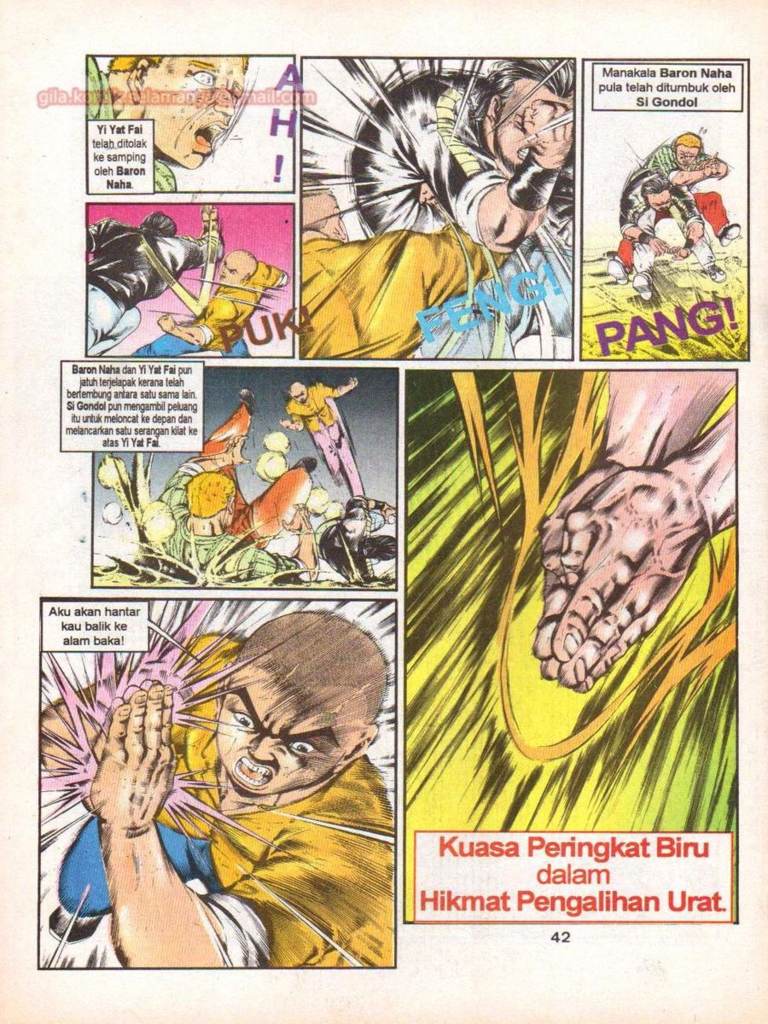 AH!
Yi Yat Fai
telah ditolak
ke samping
oleh Baron
Naha.
PUK!
FENG!
Manakala Baron Naha
pula telah ditumbuk oleh
Si Gondol
PANG!
Baron Naha dan Yi Yat Fai pun
jatuh terjelapak kerana telah
bertembung antara satu sama lain.
Si Gondol pun mengambil peluang
itu untuk meloncat ke depan dan
melancarkan satu serangan kilat ke
atas Yi Yat Fai.
Aku akan hantar
kau balik ke
alam baka!
Kuasa Peringkat Biru
dalam
Hikmat Pengalihan Urat.
42